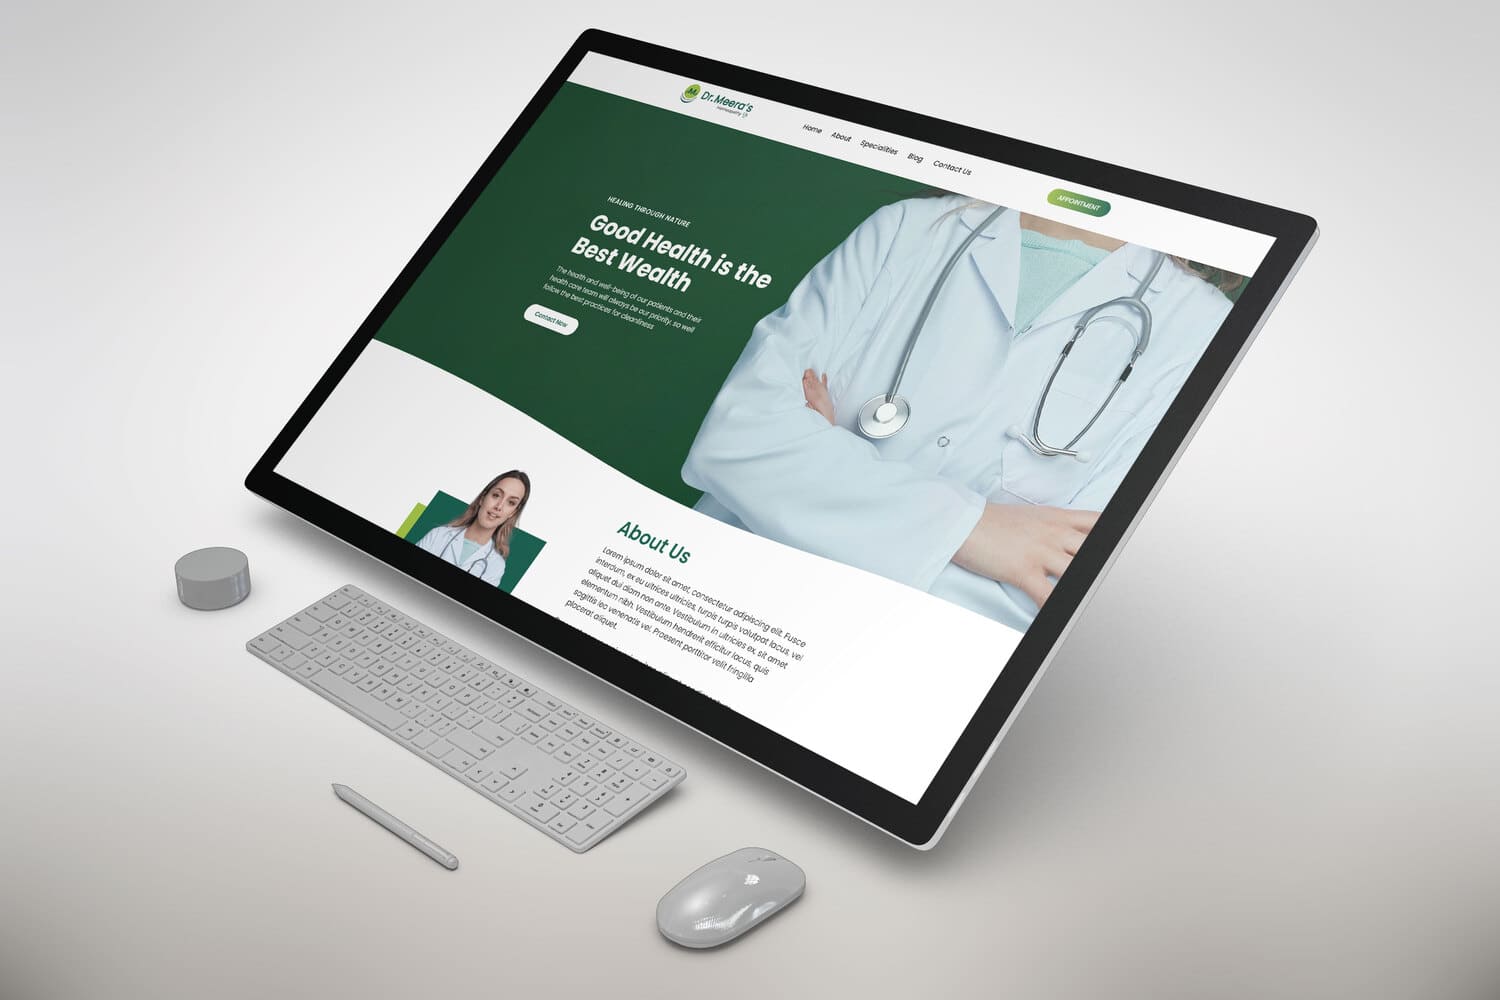 Dr. Meera's
Homoeopathy
Home About Specialities Blog Contact Us
APPOINTMENT
HEALING THROUGH NATURE
Good Health is the
Best Wealth
The health and well-being of our patients and their
health care team will always be our priority, so well
follow the best practices for cleanliness
Contact Now
About Us
Lorem ipsum dolor sit amet, consectetur adipiscing elit. Fusce
interdum, ex eu ultrices ultricies, turpis turpis volutpat lacus, vel
aliquet dui diam non ante. Vestibulum in ultricies ex, sit amet
elementum nibh. Vestibulum hendrerit efficitur lacus, quis
sagittis leo venenatis vel. Praesent porttitor velit fringilla
placerat aliquet.